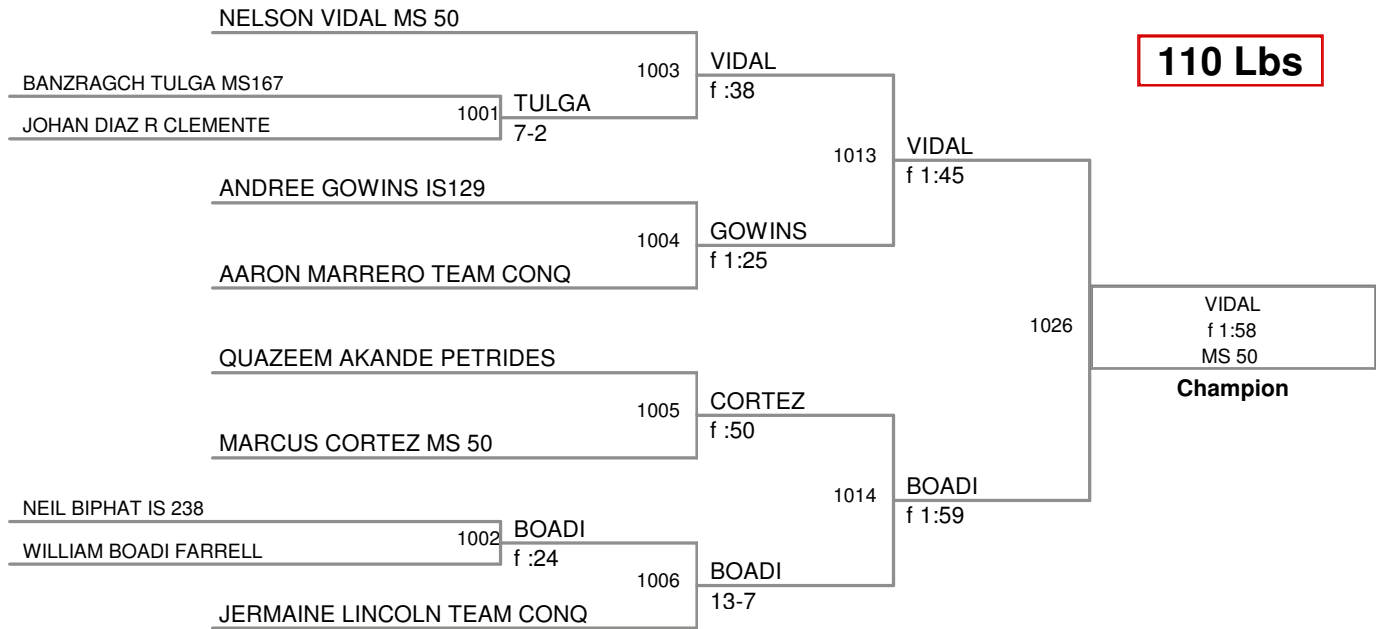 NELSON VIDAL MS 50
110 Lbs
1003
VIDAL
f :38
BANZRAGCH TULGA MS167
1001
TULGA
7-2
JOHAN DIAZ R CLEMENTE
1013
VIDAL
f 1:45
ANDREE GOWINS IS129
1004
GOWINS
f 1:25
AARON MARRERO TEAM CONQ
1026
VIDAL
f 1:58
MS 50
Champion
QUAZEEM AKANDE PETRIDES
1005
CORTEZ
f :50
MARCUS CORTEZ MS 50
1014
BOADI
f 1:59
NEIL BIPHAT IS 238
1002
BOADI
f :24
WILLIAM BOADI FARRELL
1006
BOADI
13-7
JERMAINE LINCOLN TEAM CONQ